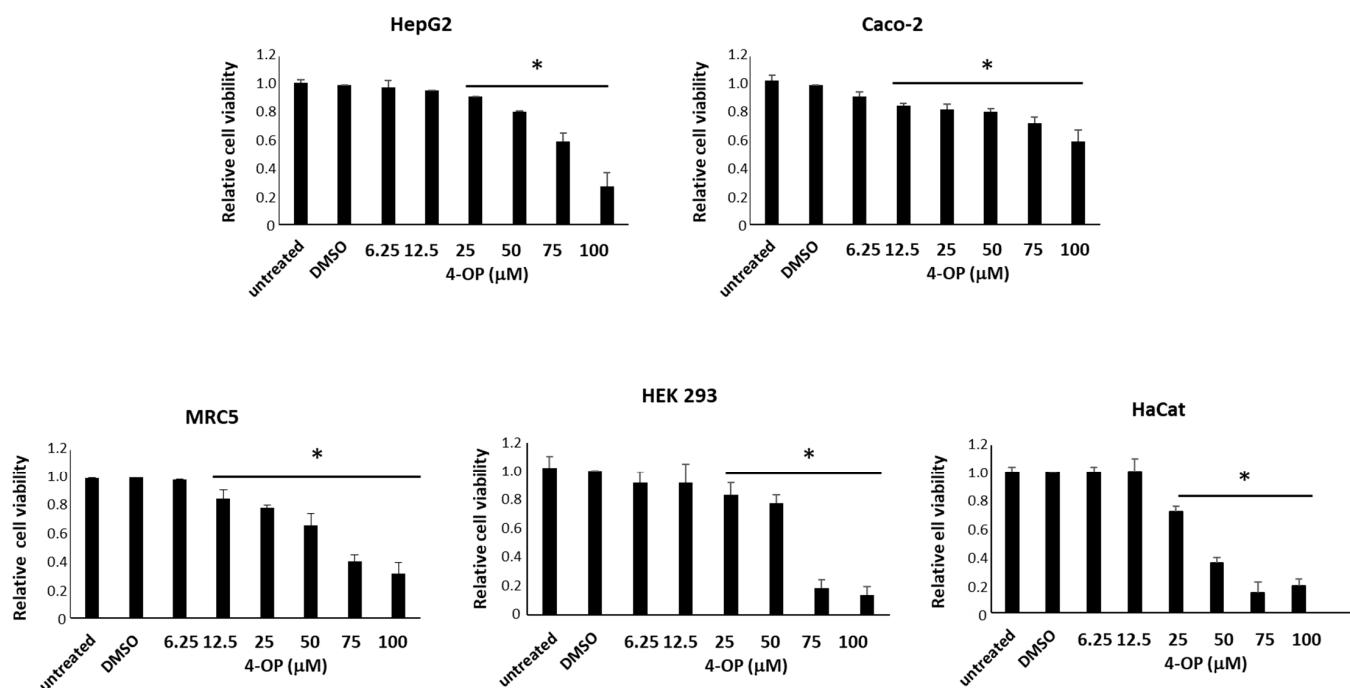 HepG2
Relative cell viability
1.2
1.0
0.8
0.6
0.4
0.2
0
*
untreated DMSO 6.25 12.5 25 50 75 100
4-OP (μM)
Caco-2
Relative cell viability
1.2
1.0
0.8
0.6
0.4
0.2
0
*
untreated DMSO 6.25 12.5 25 50 75 100
4-OP (μM)
MRC5
Relative cell viability
1.2
1.0
0.8
0.6
0.4
0.2
0
*
untreated DMSO 6.25 12.5 25 50 75 100
4-OP (μM)
HEK 293
Relative cell viability
1.2
1.0
0.8
0.6
0.4
0.2
0
*
untreated DMSO 6.25 12.5 25 50 75 100
4-OP (μM)
HaCat
Relative ell viability
1.2
1.0
0.8
0.6
0.4
0.2
0
*
untreated DMSO 6.25 12.5 25 50 75 100
4-OP (μM)